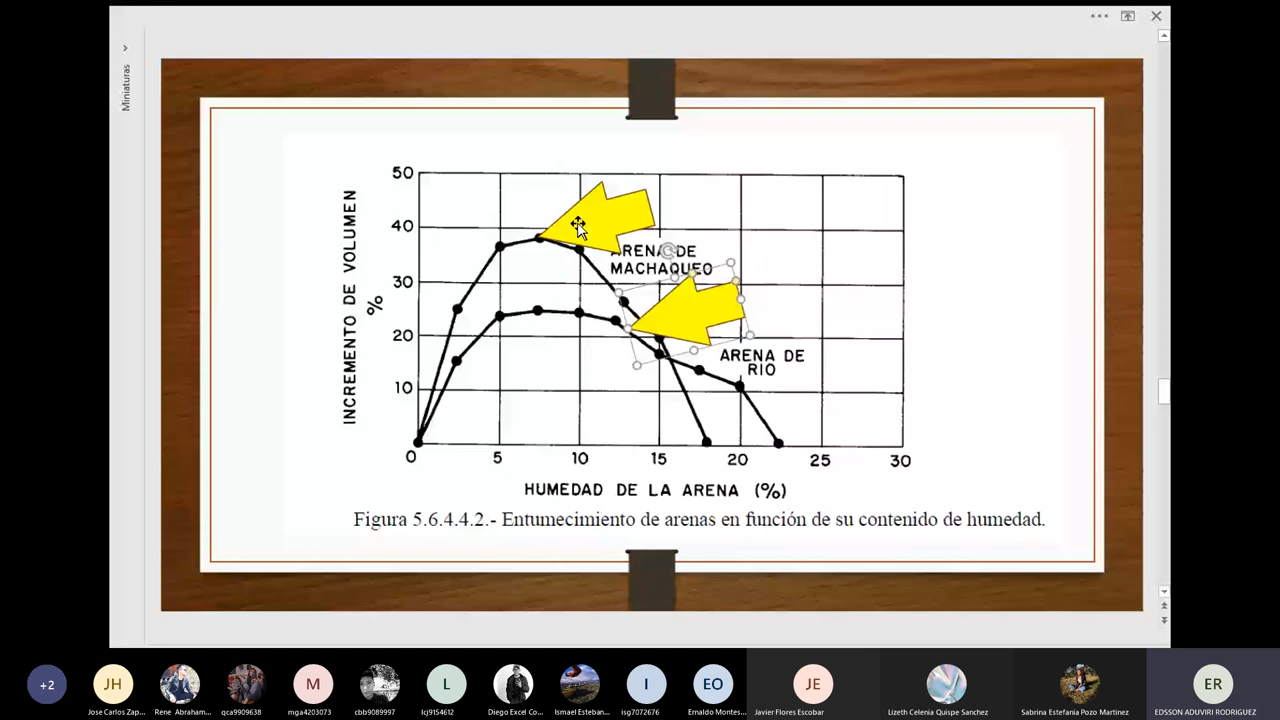 Miniaturas
50
40
30
20
10
INCREMENTO DE VOLUMEN
%
ARENA DE
MACHAQUEO
ARENA DE
RIO
0 5 10 15 20 25 30
HUMEDAD DE LA ARENA (%)
Figura 5.6.4.4.2.- Entumecimiento de arenas en función de su contenido de humedad.
+2 JH M L I EO JE ER
Jose Carlos Zap...
Rene Abraham...
qca9909638
mga4203073
cbb9089997
lcj9154612
Diego Excel Co...
Ismael Esteban...
isg7072676
Ernaldo Montes...
Javier Flores Escobar
Lizeth Celenia Quispe Sanchez
Sabrina Estefania Pozo Martinez
EDSSON ADUVIRI RODRIGUEZ